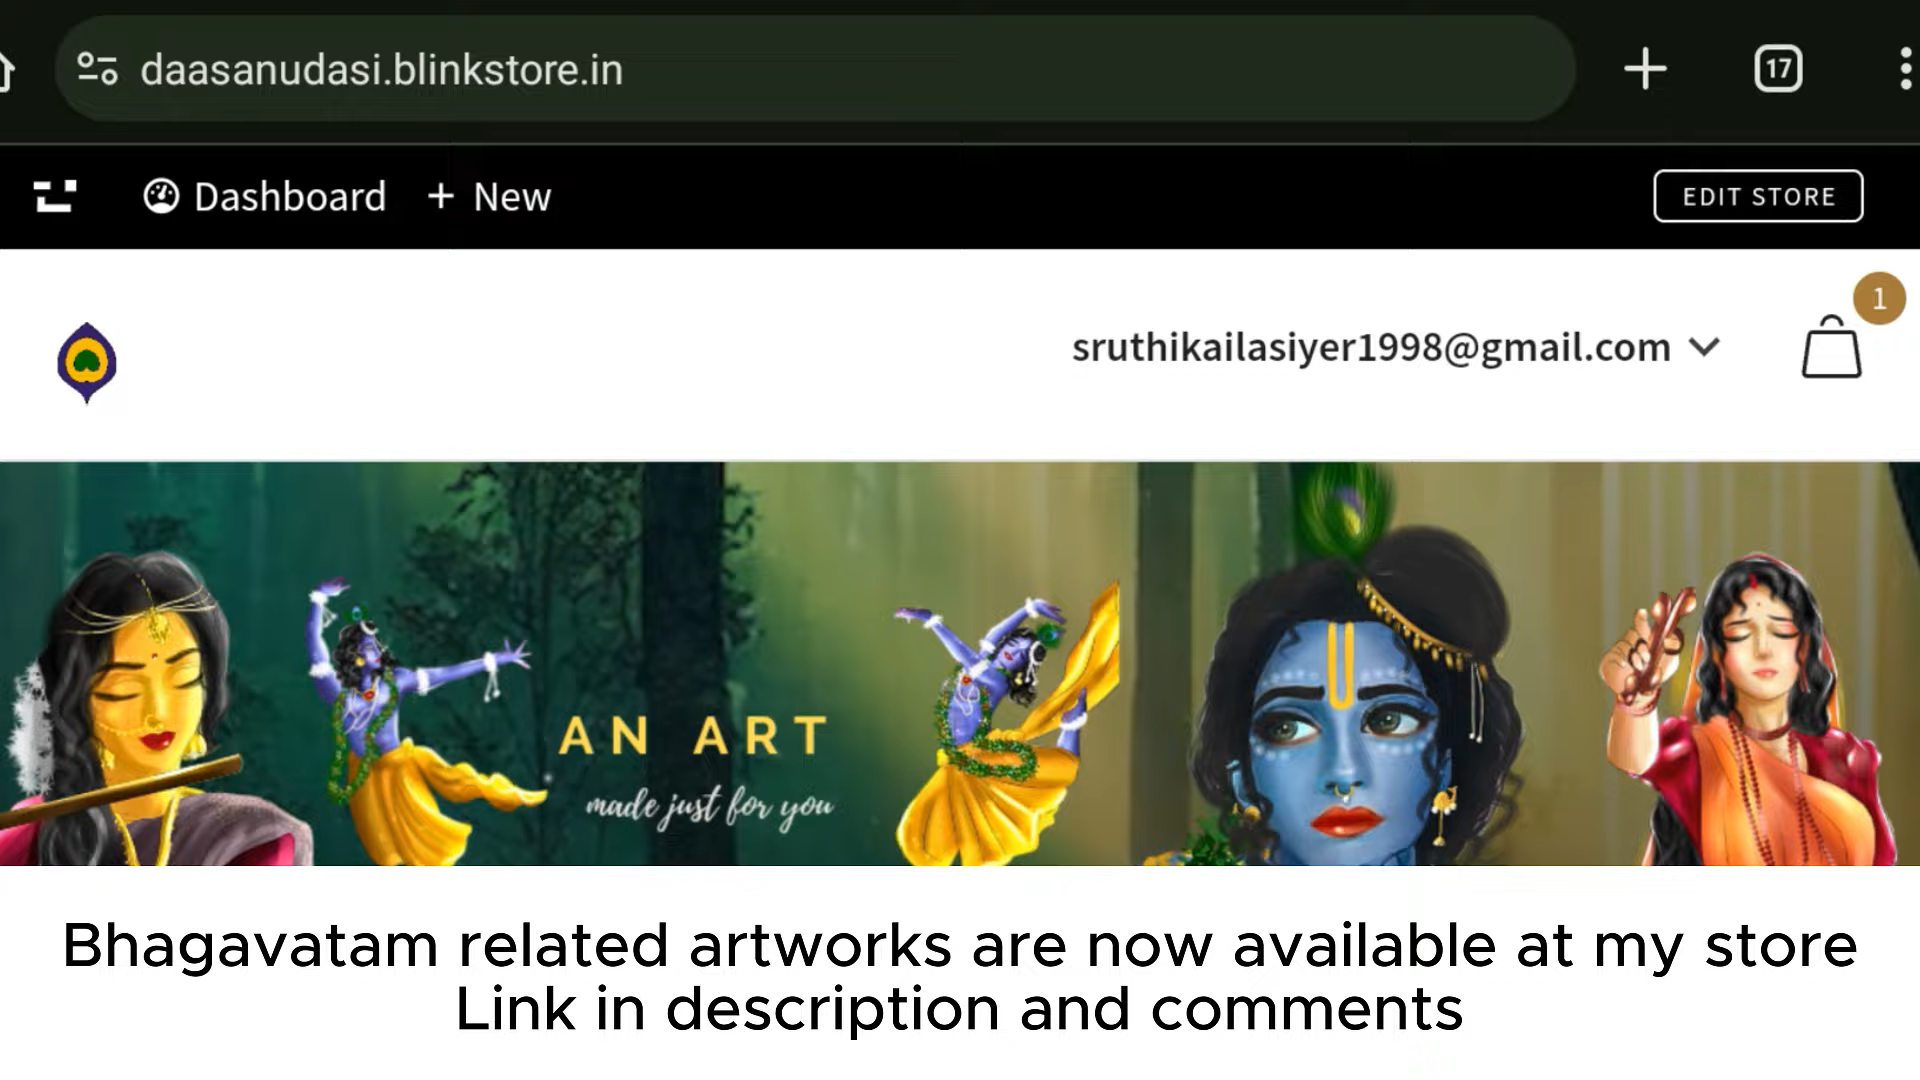 daasanudasi.blinkstore.in
17
Dashboard + New
EDIT STORE
1
sruthikailasiyer1998@gmail.com
AN ART
made just for you
Bhagavatam related artworks are now available at my store
Link in description and comments